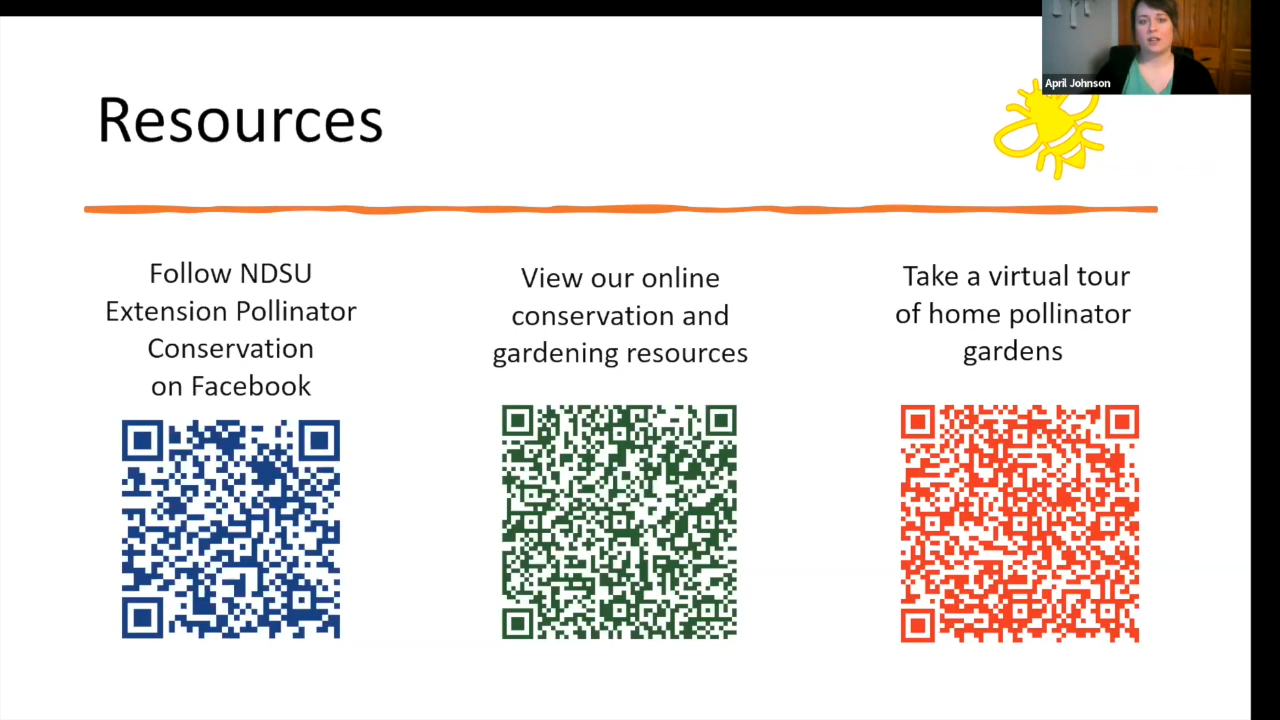 April Johnson
Resources
Follow NDSU
Extension Pollinator
Conservation
on Facebook
View our online
conservation and
gardening resources
Take a virtual tour
of home pollinator
gardens